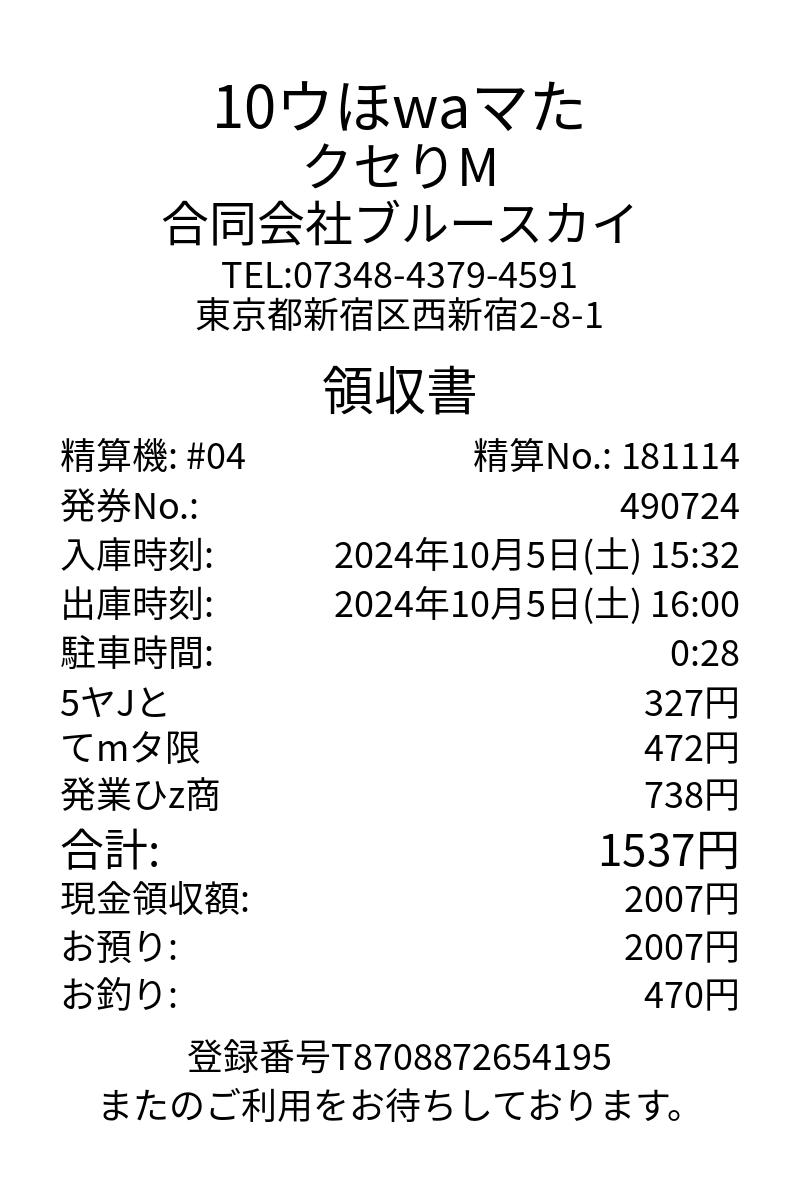 10ウほwaマた
クセりM
合同会社ブルースカイ
TEL:07348-4379-4591
東京都新宿区西新宿2-8-1
領収書
精算機: #04 精算No.: 181114
発券No.: 490724
入庫時刻: 2024年10月5日(土) 15:32
出庫時刻: 2024年10月5日(土) 16:00
駐車時間: 0:28
5ヤJと 327円
てmタ限 472円
発業ひz商 738円
合計: 1537円
現金領収額: 2007円
お預り: 2007円
お釣り: 470円
登録番号T8708872654195
またのご利用をお待ちしております。